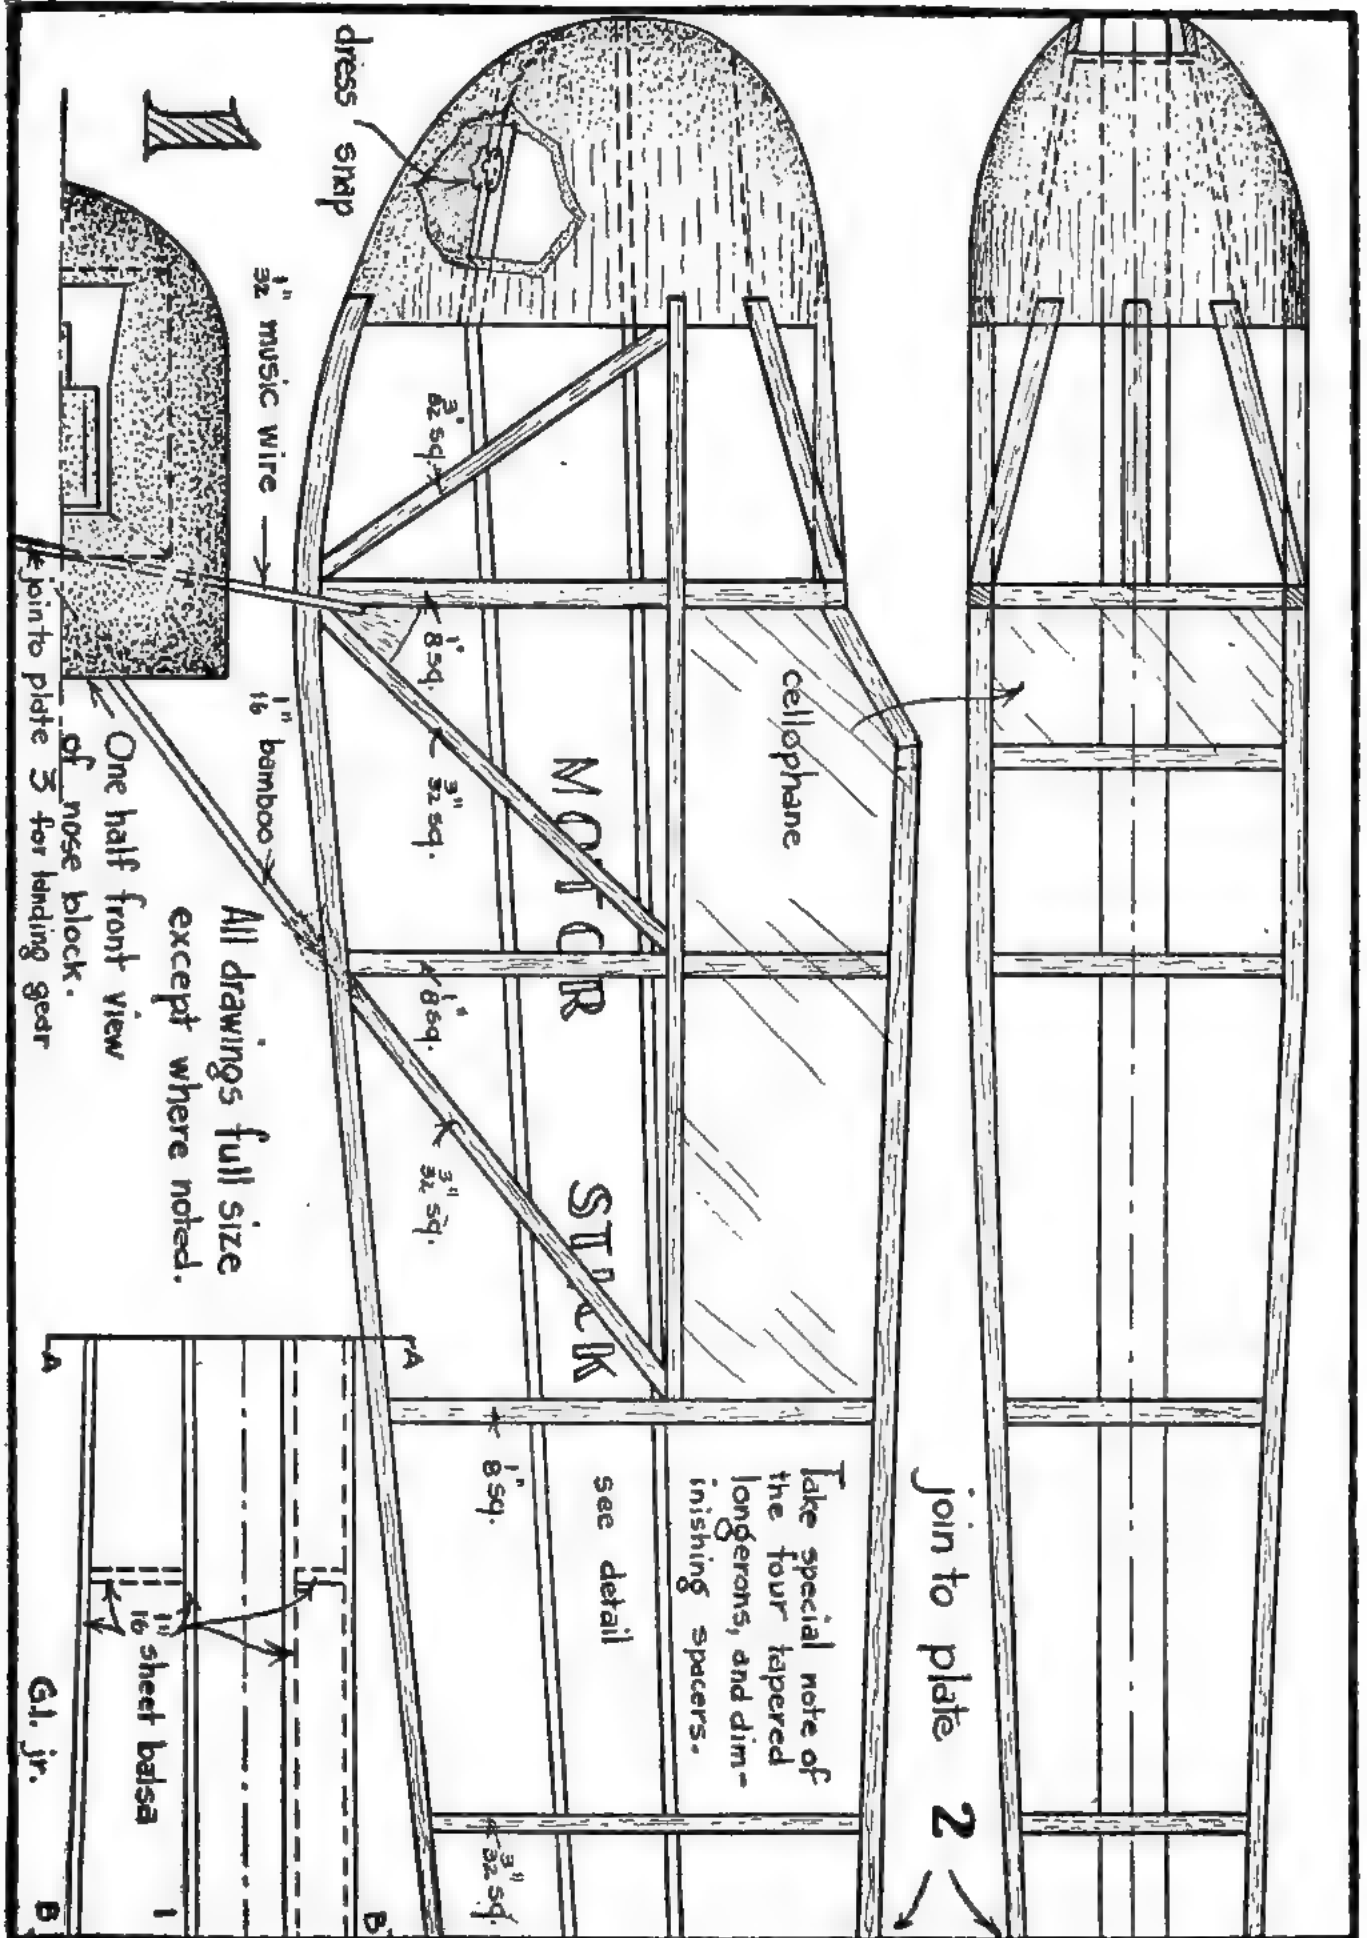 1
dress snap
1/32" music wire
3/32" sq.
1/8" sq.
3/32" sq.
1/16" bamboo
cellophane
MOTOR STICK
1/8" sq.
3/32" sq.
1/8" sq.
3/32" sq.
join to plate 2
Take special note of
the four tapered
longerons, and dim-
inishing spacers.
see detail
All drawings full size
except where noted.
One half front view
of nose block.
join to plate 3 for landing gear
A
A
1/16" sheet balsa
B
B
1
G.I. jr.